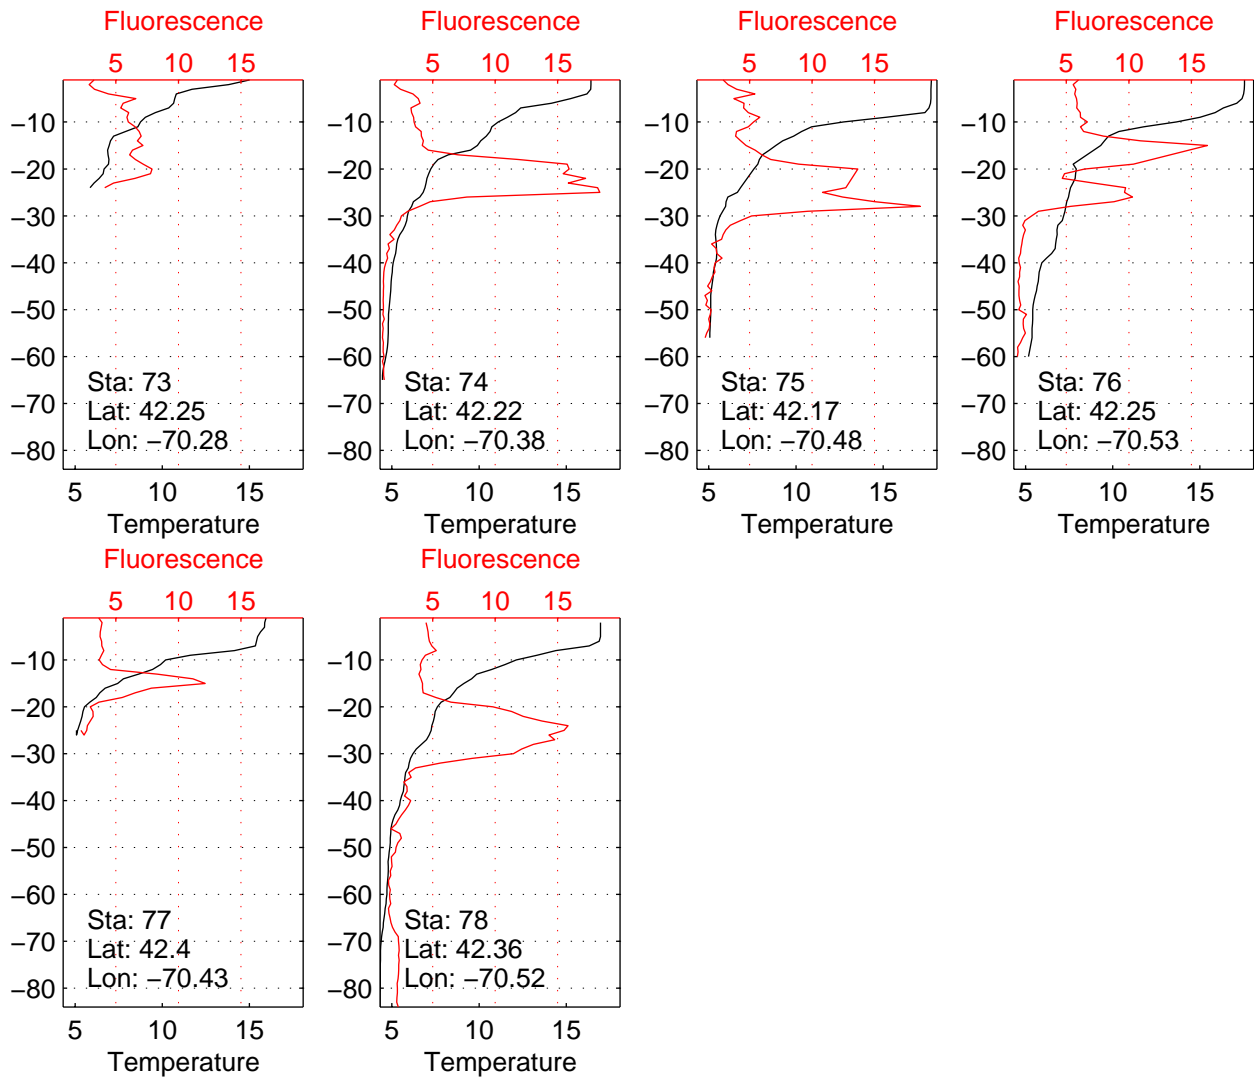 Fluorescence Fluorescence Fluorescence Fluorescence
5 10 15 5 10 15 5 10 15 5 10 15
−10 −10 −10 −10
−20 −20 −20 −20
−30 −30 −30 −30
−40 −40 −40 −40
−50 −50 −50 −50
−60 −60 −60 −60
Sta: 73 Sta: 74 Sta: 75 Sta: 76
−70 Lat: 42.25 −70 Lat: 42.22 −70 Lat: 42.17 −70 Lat: 42.25
Lon: −70.28 Lon: −70.38 Lon: −70.48 Lon: −70.53
−80 −80 −80 −80
5 10 15 5 10 15 5 10 15 5 10 15
Temperature Temperature Temperature Temperature
Fluorescence Fluorescence
5 10 15 5 10 15
−10 −10
−20 −20
−30 −30
−40 −40
−50 −50
−60 −60
Sta: 77 Sta: 78
−70 Lat: 42.4 −70 Lat: 42.36
Lon: −70.43 Lon: −70.52
−80 −80
5 10 15 5 10 15
Temperature Temperature